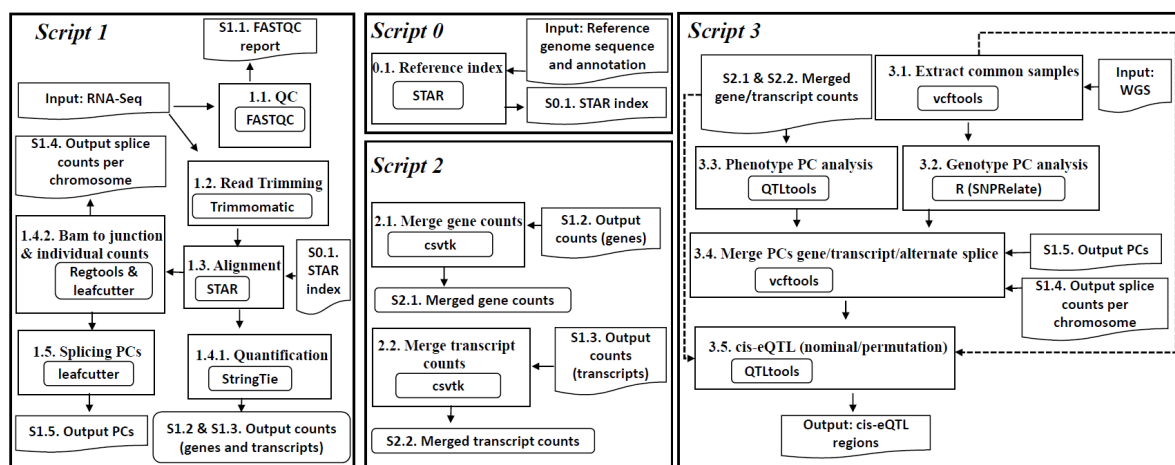 Script 1
S1.1. FASTQC
report
Input: RNA-Seq
1.1. QC
FASTQC
S1.4. Output splice
counts per
chromosome
1.2. Read Trimming
Trimmomatic
1.4.2. Bam to junction
& individual counts
Regtools &
leafcutter
1.3. Alignment
STAR
S0.1. STAR
index
1.5. Splicing PCs
leafcutter
1.4.1. Quantification
StringTie
S1.5. Output PCs
S1.2 & S1.3. Output counts
(genes and transcripts)
Script 0
Input: Reference
genome sequence
and annotation
0.1. Reference index
STAR
S0.1. STAR index
Script 2
2.1. Merge gene counts
csvtk
S1.2. Output
counts (genes)
S2.1. Merged gene counts
2.2. Merge transcript
counts
csvtk
S1.3. Output
counts
(transcripts)
S2.2. Merged transcript counts
Script 3
S2.1 & S2.2. Merged
gene/transcript counts
3.1. Extract common samples
vcftools
Input:
WGS
3.3. Phenotype PC analysis
QTLtools
3.2. Genotype PC analysis
R (SNPRelate)
3.4. Merge PCs gene/transcript/alternate splice
vcftools
S1.5. Output PCs
S1.4. Output splice
counts per
chromosome
3.5. cis-eQTL (nominal/permutation)
QTLtools
Output: cis-eQTL
regions